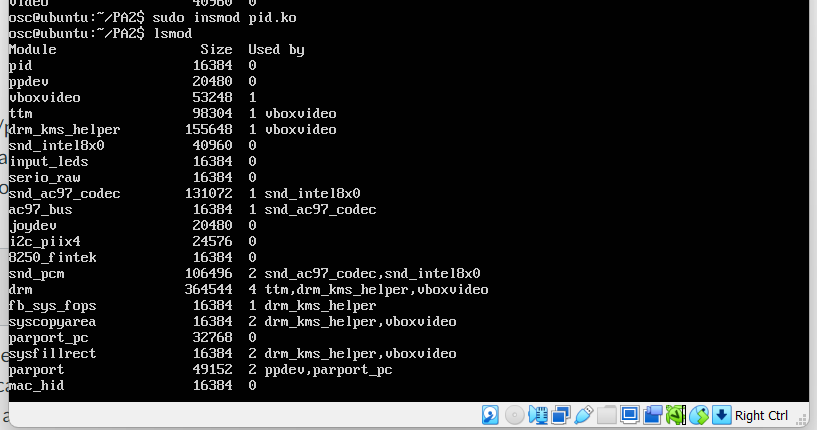 video 40960 0
osc@ubuntu:~/PA2$ sudo insmod pid.ko
osc@ubuntu:~/PA2$ lsmod
Module Size Used by
pid 16384 0
ppdev 20480 0
vboxvideo 53248 1
ttm 98304 1 vboxvideo
drm_kms_helper 155648 1 vboxvideo
snd_intel8x0 40960 0
input_leds 16384 0
serio_raw 16384 0
snd_ac97_codec 131072 1 snd_intel8x0
ac97_bus 16384 1 snd_ac97_codec
joydev 20480 0
i2c_piix4 24576 0
8250_fintek 16384 0
snd_pcm 106496 2 snd_ac97_codec,snd_intel8x0
drm 364544 4 ttm,drm_kms_helper,vboxvideo
fb_sys_fops 16384 1 drm_kms_helper
syscopyarea 16384 2 drm_kms_helper,vboxvideo
parport_pc 32768 0
sysfillrect 16384 2 drm_kms_helper,vboxvideo
parport 49152 2 ppdev,parport_pc
mac_hid 16384 0
Right Ctrl